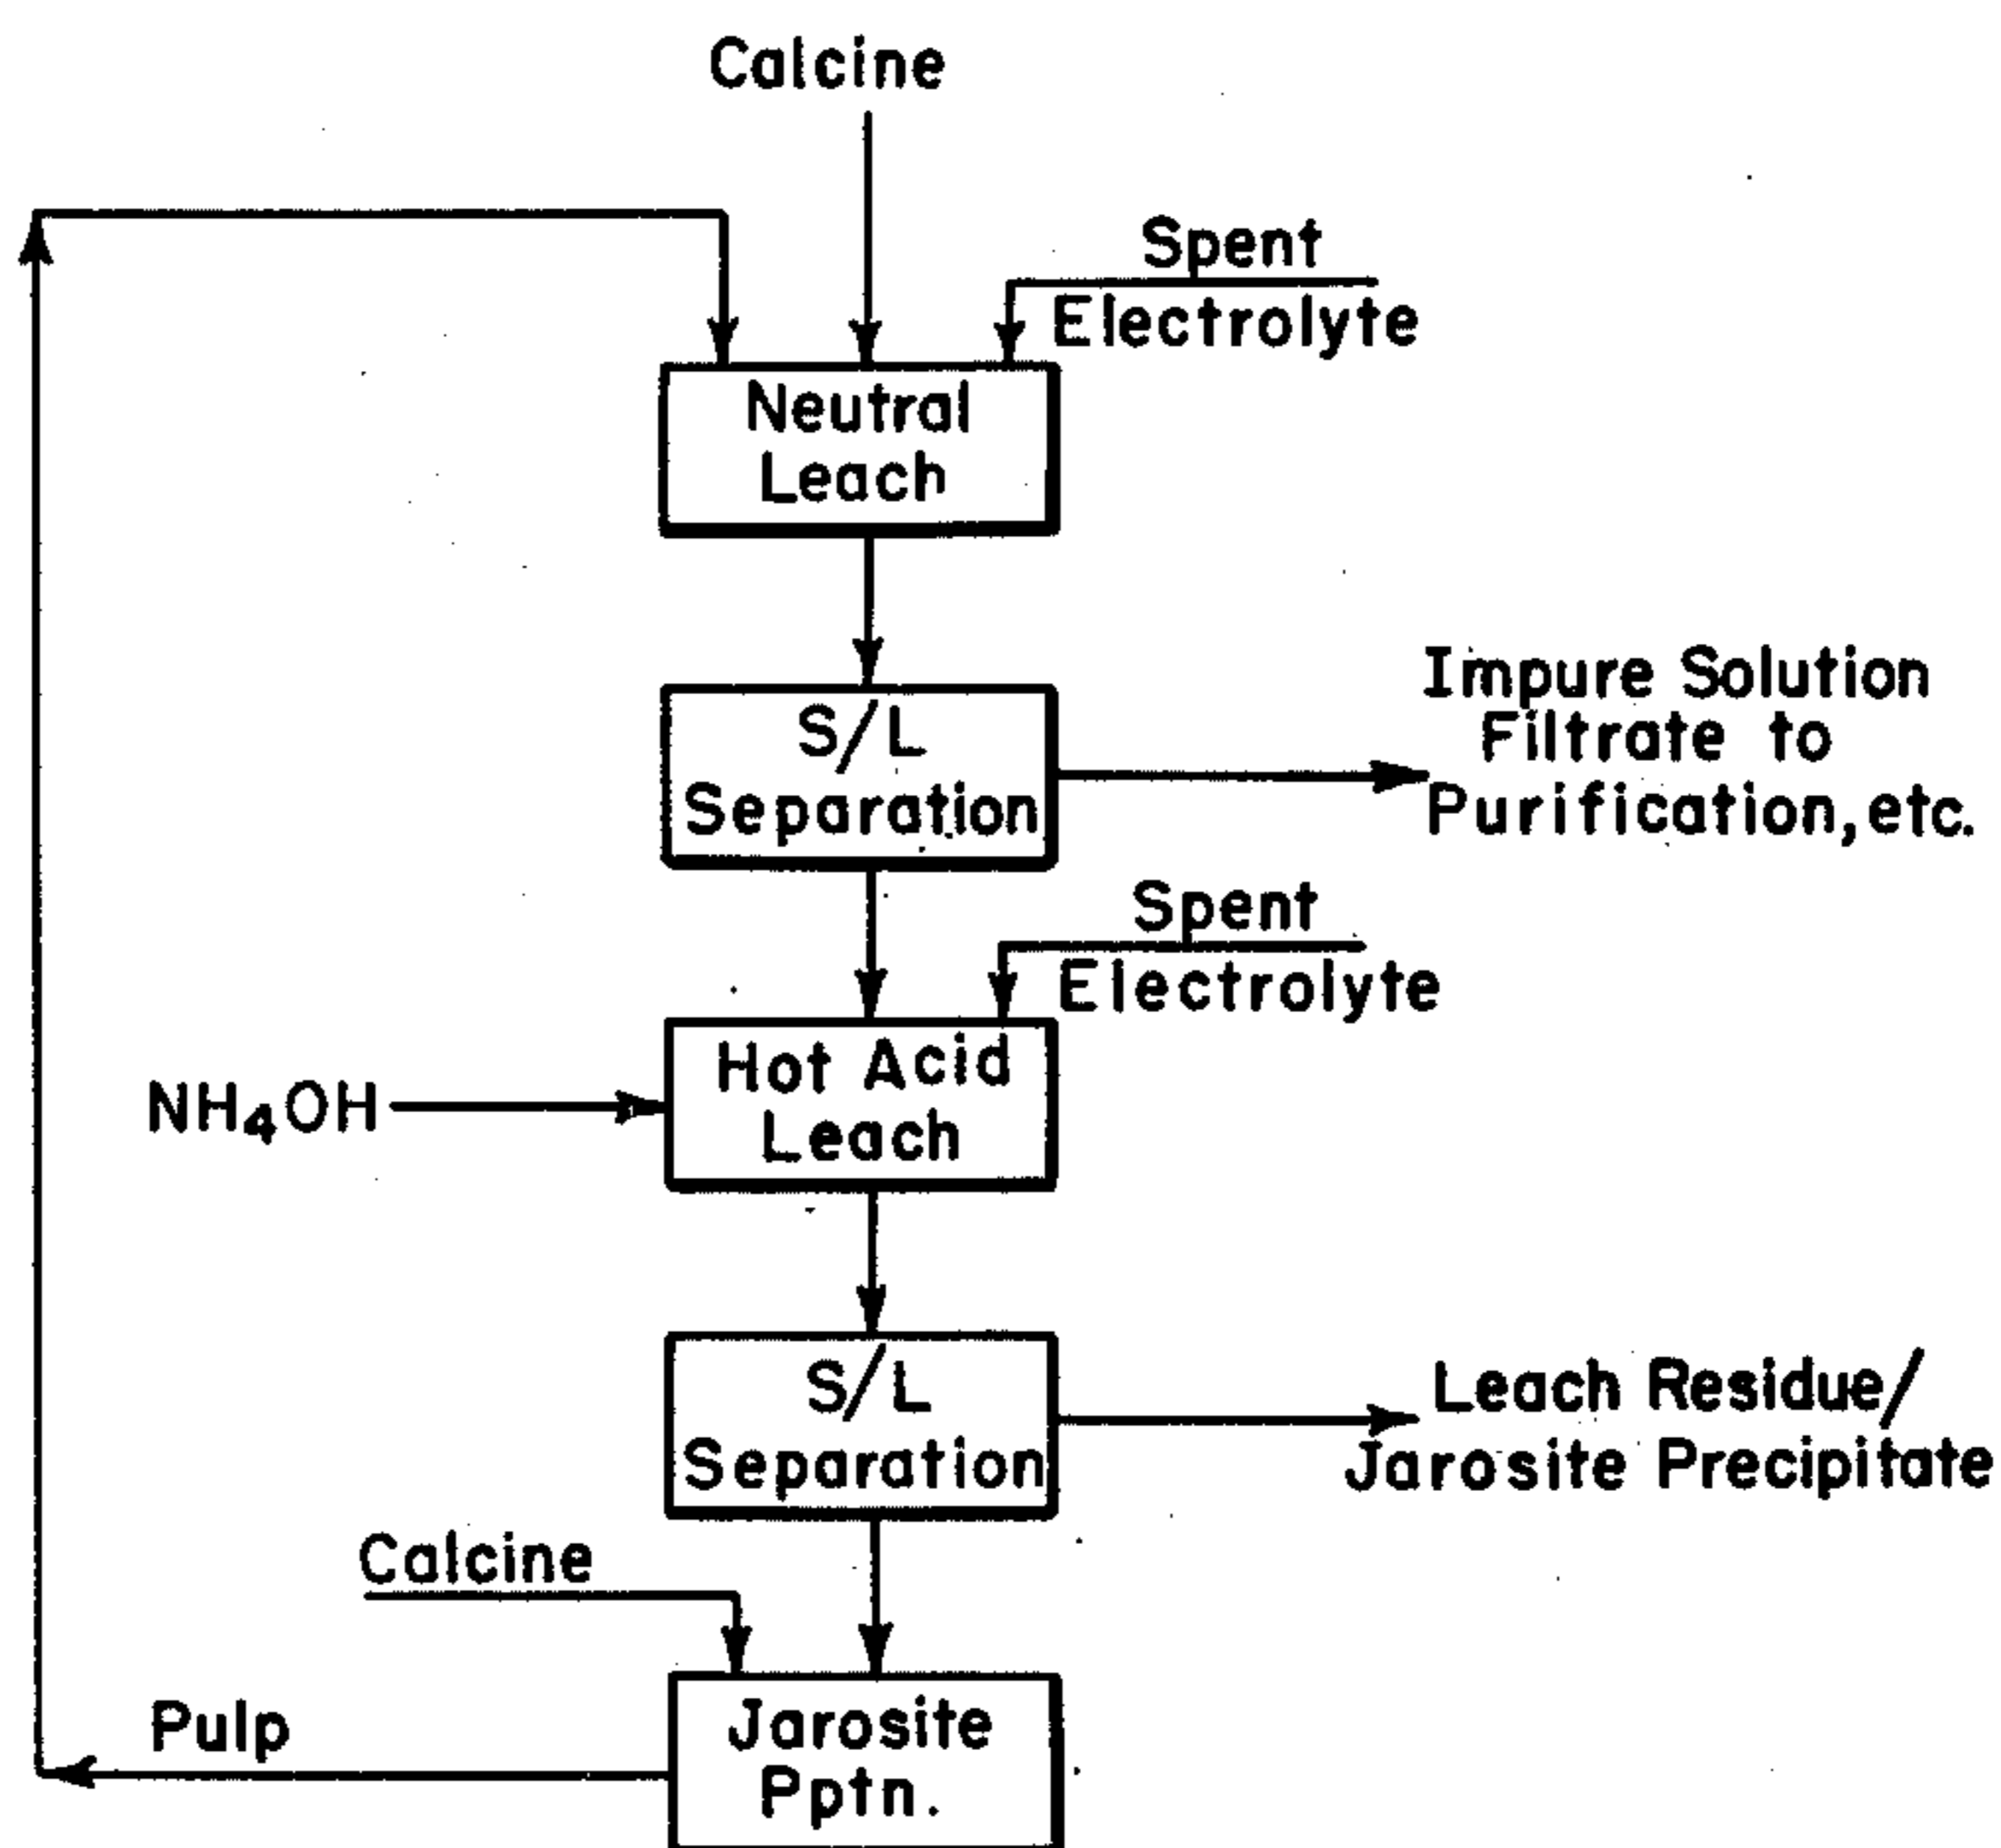 Calcine
Spent
Electrolyte
Neutral
Leach
S/L
Separation
Impure Solution
Filtrate to
Purification, etc.
Spent
Electrolyte
NH₄OH
Hot Acid
Leach
S/L
Separation
Leach Residue/
Jarosite Precipitate
Calcine
Pulp
Jarosite
Pptn.